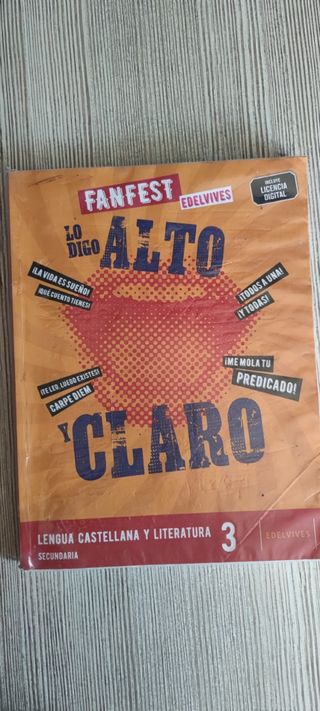 FANFEST
EDELVIVES
INCLUYE
LICENCIA
DIGITAL
LO DIGO
ALTO
¡LA VIDA ES SUEÑO!
¡QUÉ CUENTO TIENES!
¡TODOS A UNA!
¡Y TODAS!
¡TE LEO, LUEGO EXISTES!
CARPE DIEM
¡ME MOLA TU
PREDICADO!
Y CLARO
LENGUA CASTELLANA Y LITERATURA 3
SECUNDARIA
EDELVIVES